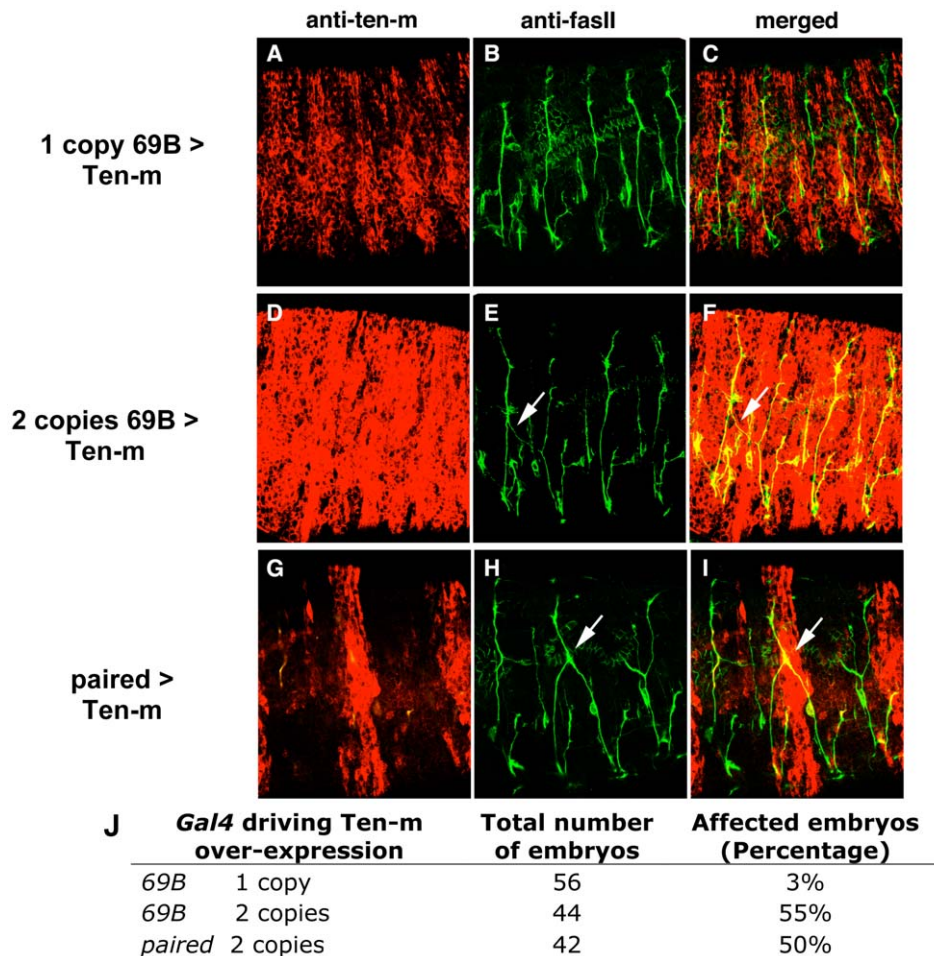 anti-ten-m anti-fasII merged
A B C
1 copy 69B >
Ten-m
D E F
2 copies 69B >
Ten-m
G H I
paired >
Ten-m
J Gal4 driving Ten-m Total number Affected embryos
over-expression of embryos (Percentage)
69B 1 copy 56 3%
69B 2 copies 44 55%
paired 2 copies 42 50%